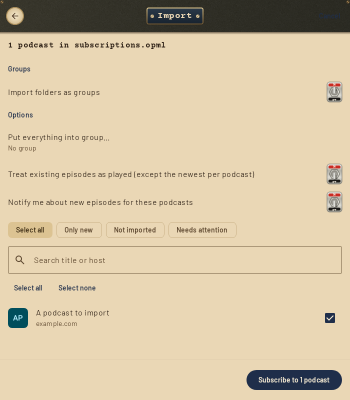 Import
1 podcast in subscriptions.opml
Groups
Import folders as groups
Options
Put everything into group...
No group
Treat existing episodes as played (except the newest per podcast)
Notify me about new episodes for these podcasts
Select all
Only new
Not imported
Needs attention
Search title or host
Select all
Select none
AP
A podcast to import
example.com
Subscribe to 1 podcast